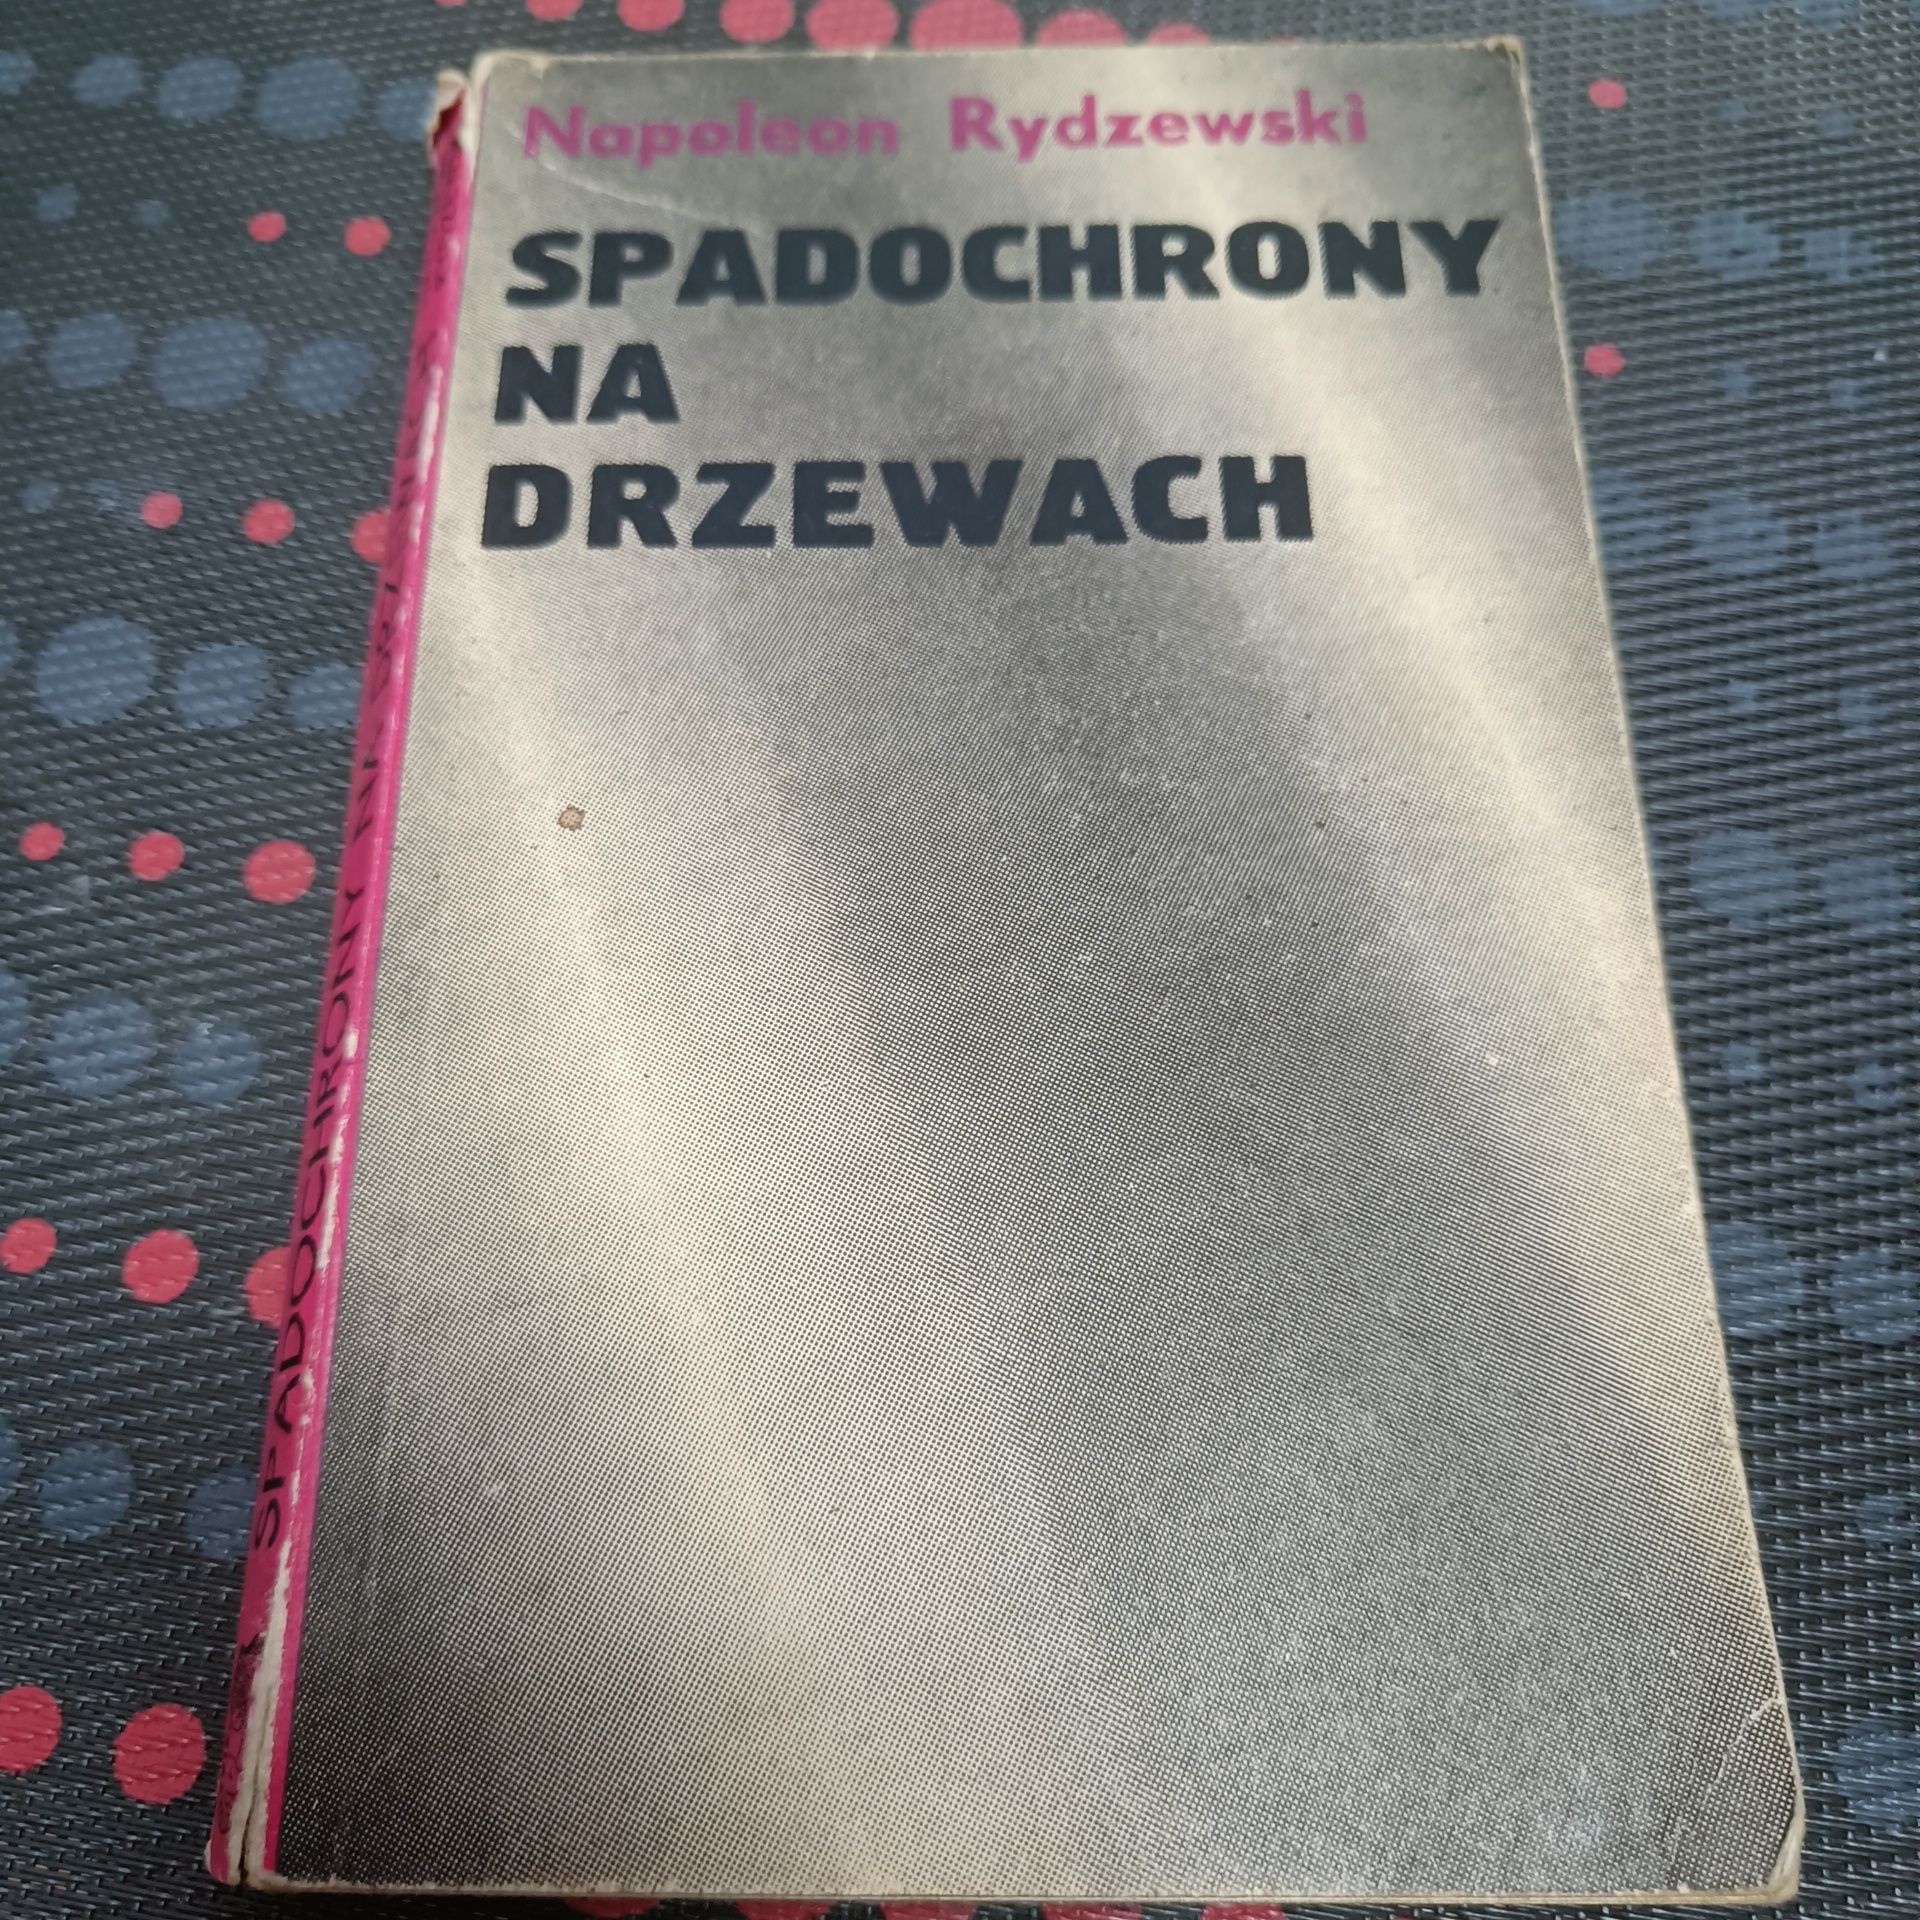 Napoleon Rydzewski
SPADOCHRONY
NA
DRZEWACH
SPADOCHRONY NA DRZEWACH